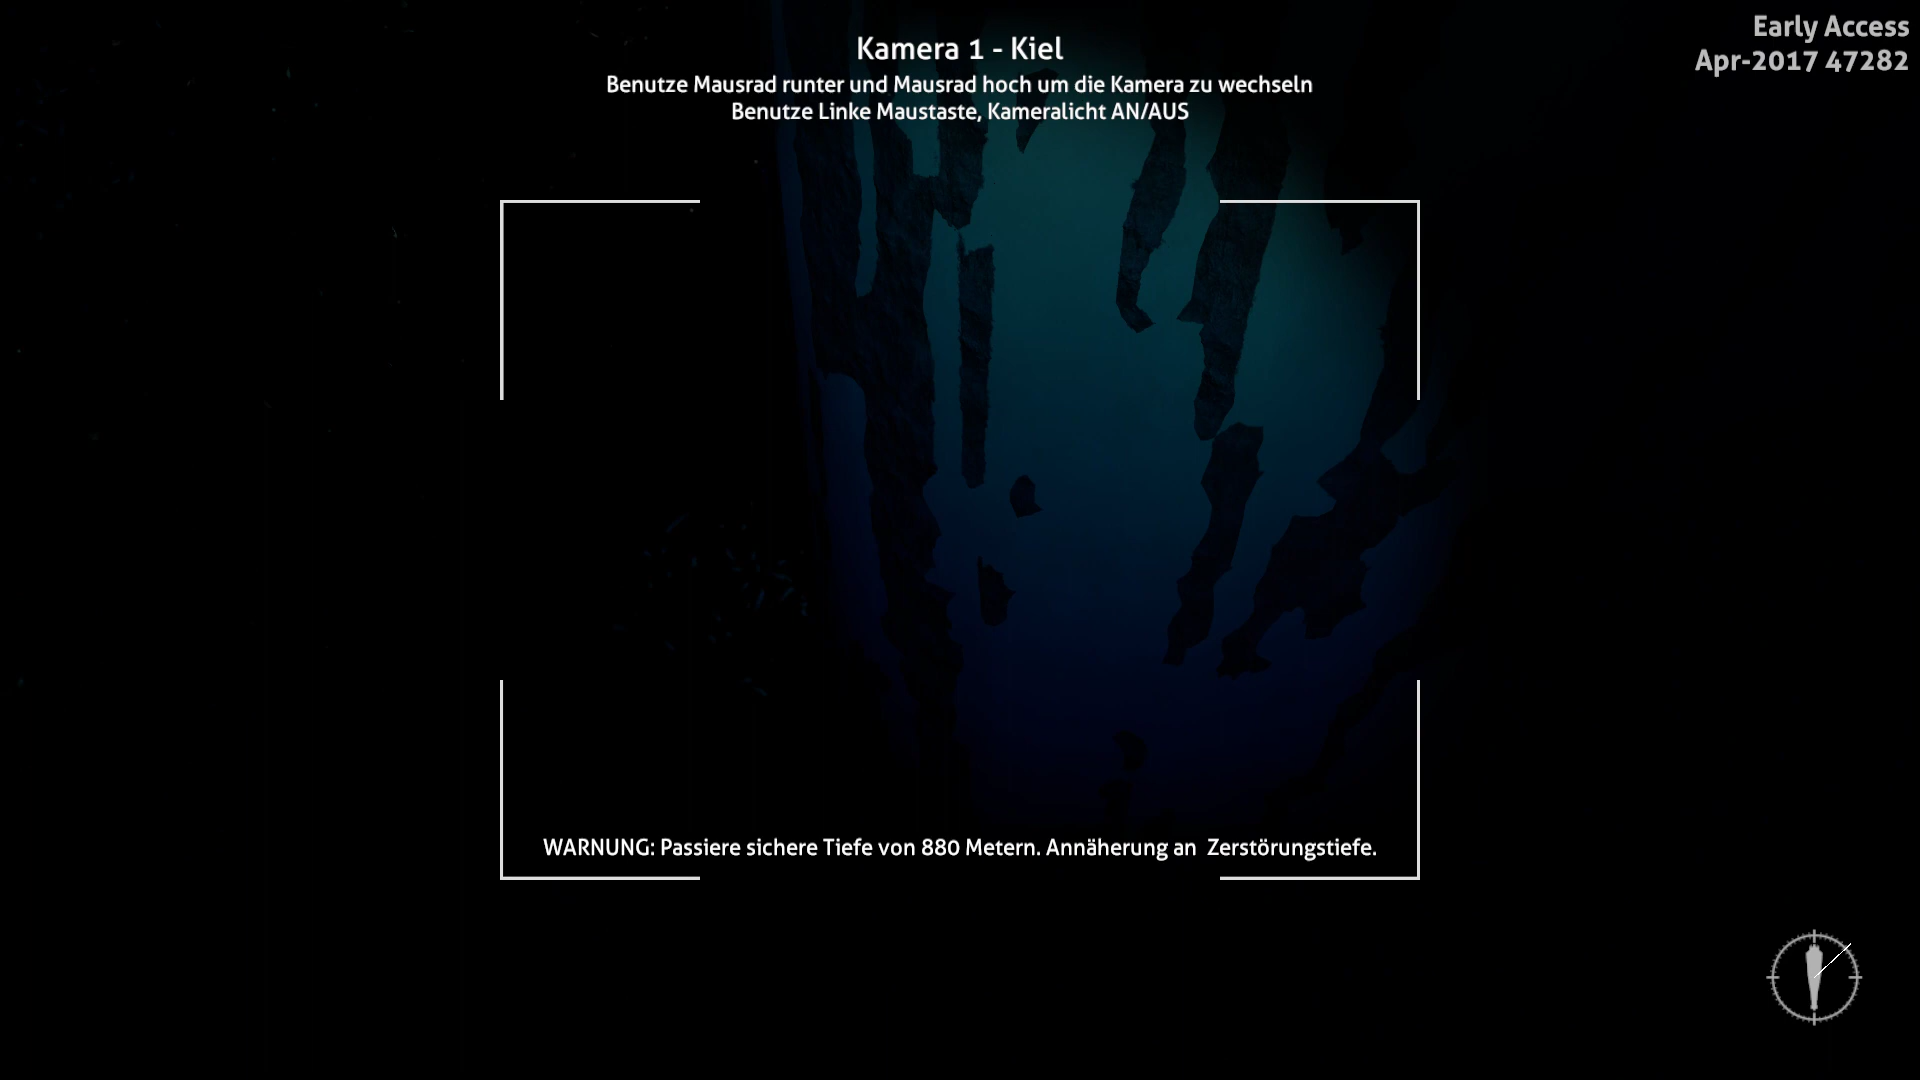 Early Access
Apr-2017 47282
Kamera 1 - Kiel
Benutze Mausrad runter und Mausrad hoch um die Kamera zu wechseln
Benutze Linke Maustaste, Kameralicht AN/AUS
WARNUNG: Passiere sichere Tiefe von 880 Metern. Annäherung an  Zerstörungstiefe.